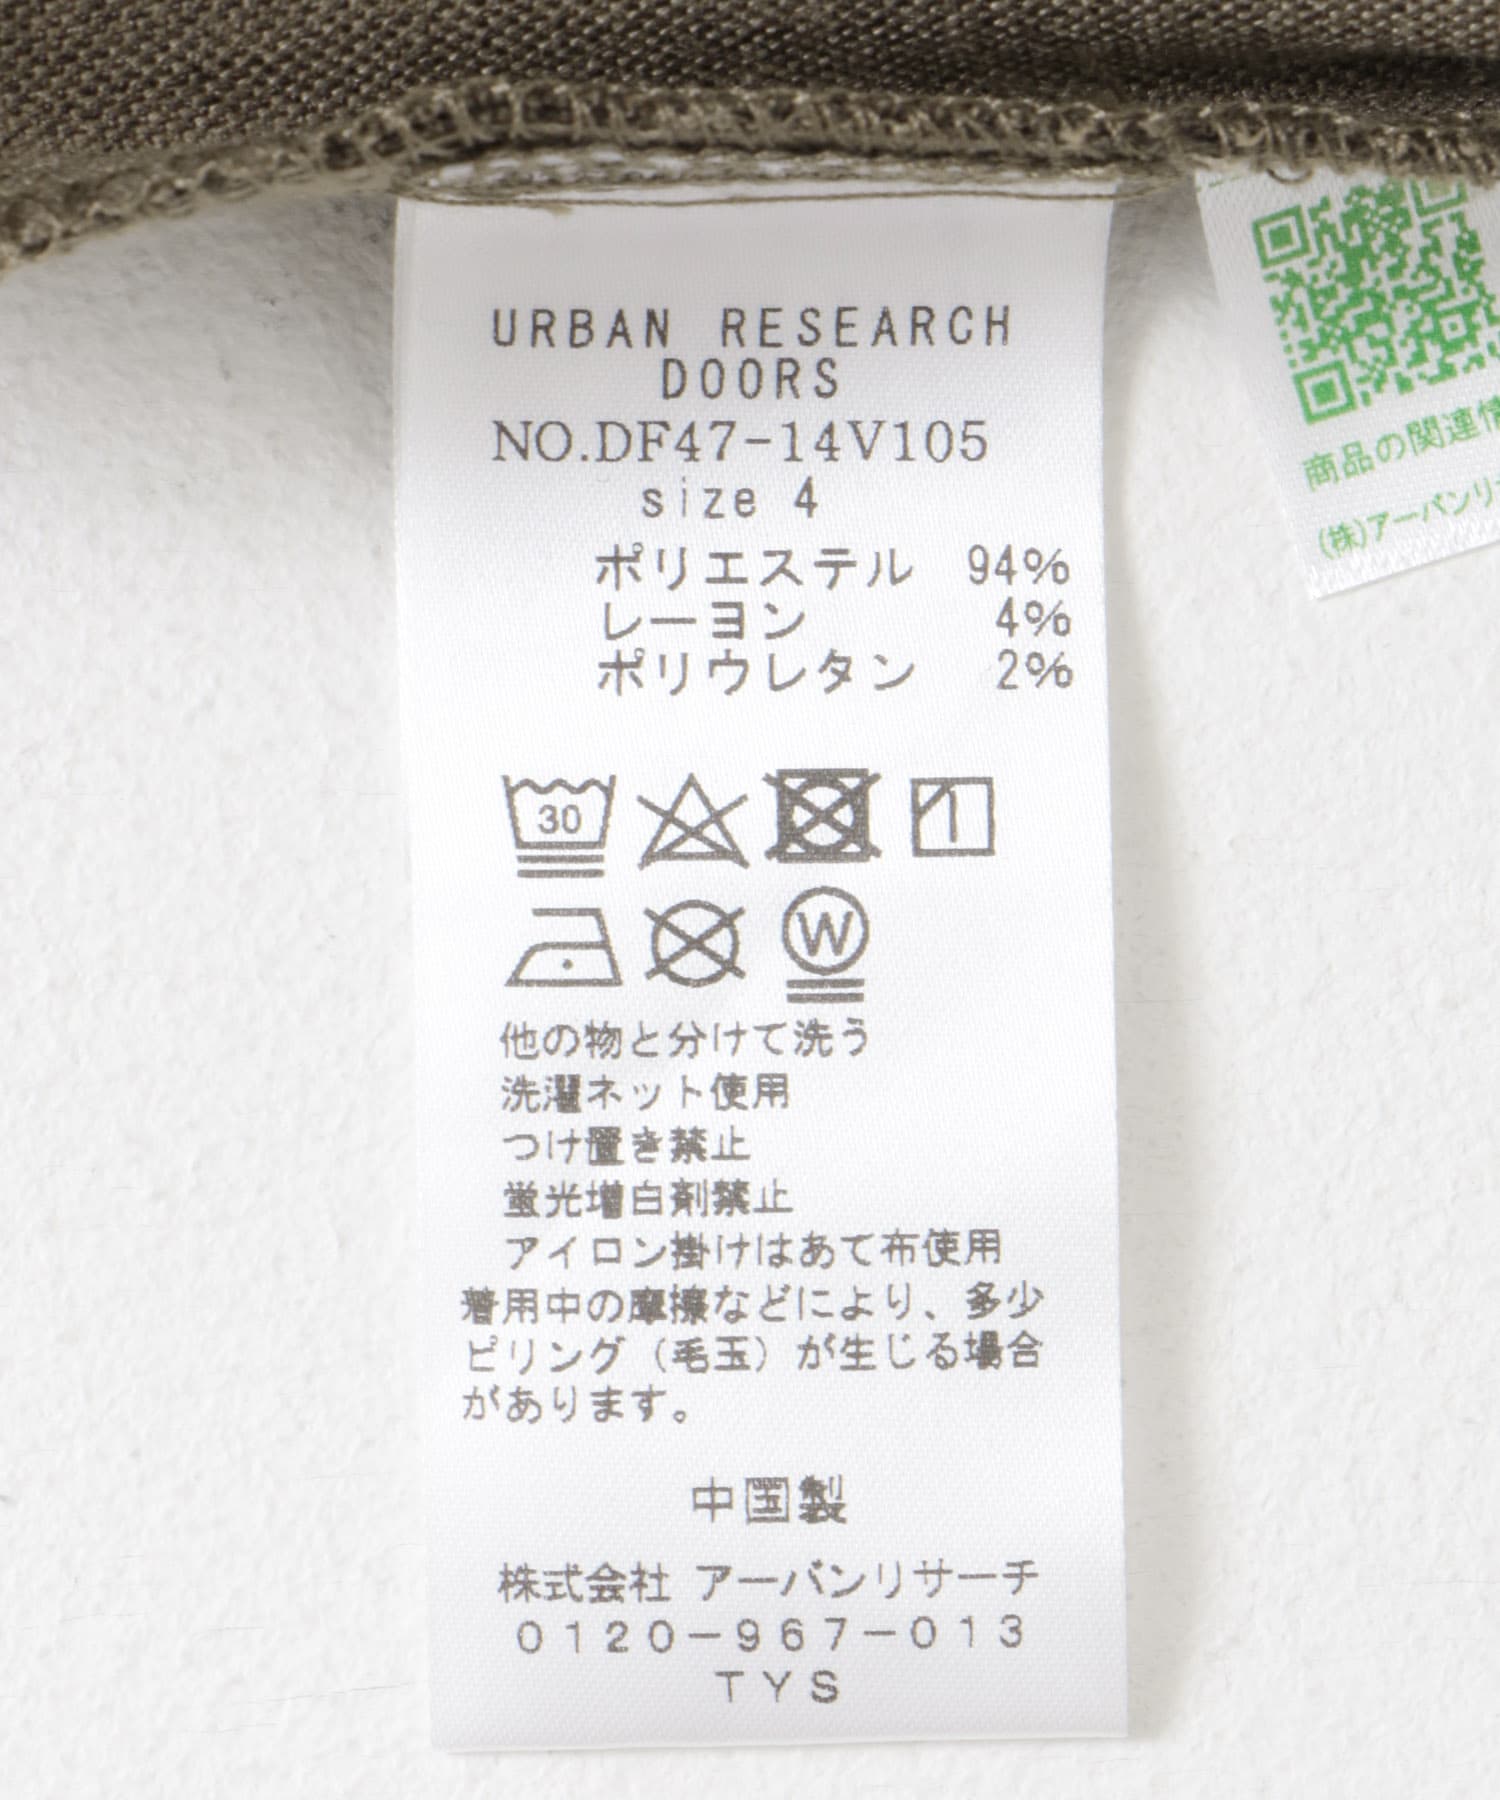 URBAN RESEARCH
DOORS
NO.DF47-14V105
size 4
ポリエステル 94%
レーヨン 4%
ポリウレタン 2%
30
W
他の物と分けて洗う
洗濯ネット使用
つけ置き禁止
蛍光増白剤禁止
アイロン掛けはあて布使用
着用中の摩擦などにより、多少
ピリング（毛玉）が生じる場合
があります。
中国製
株式会社 アーバンリサーチ
0120-967-013
TYS
商品の関連情
(株)アーバンリ